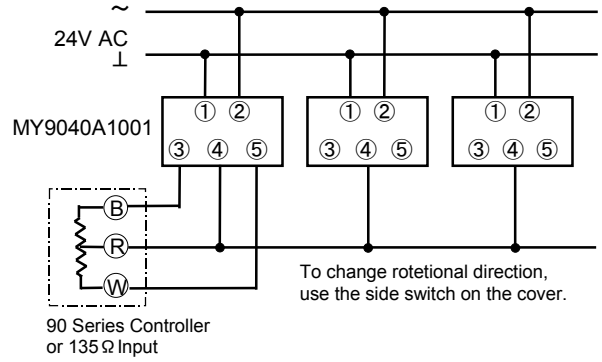 ~
24V AC
⊥
① ② ① ② ① ②
MY9040A1001
③ ④ ⑤ ③ ④ ⑤ ③ ④ ⑤
Ⓑ
Ⓡ
Ⓦ
To change rotetional direction,
use the side switch on the cover.
90 Series Controller
or 135Ω Input